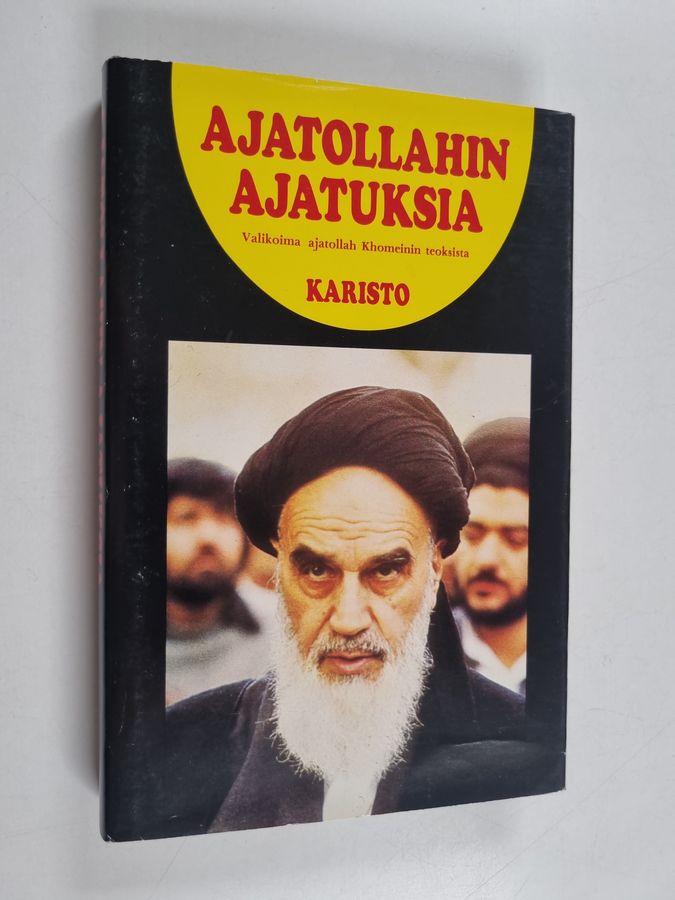 AJATOLLAHIN
AJATUKSIA
Valikoima ajatollah Khomeinin teoksista
KARISTO